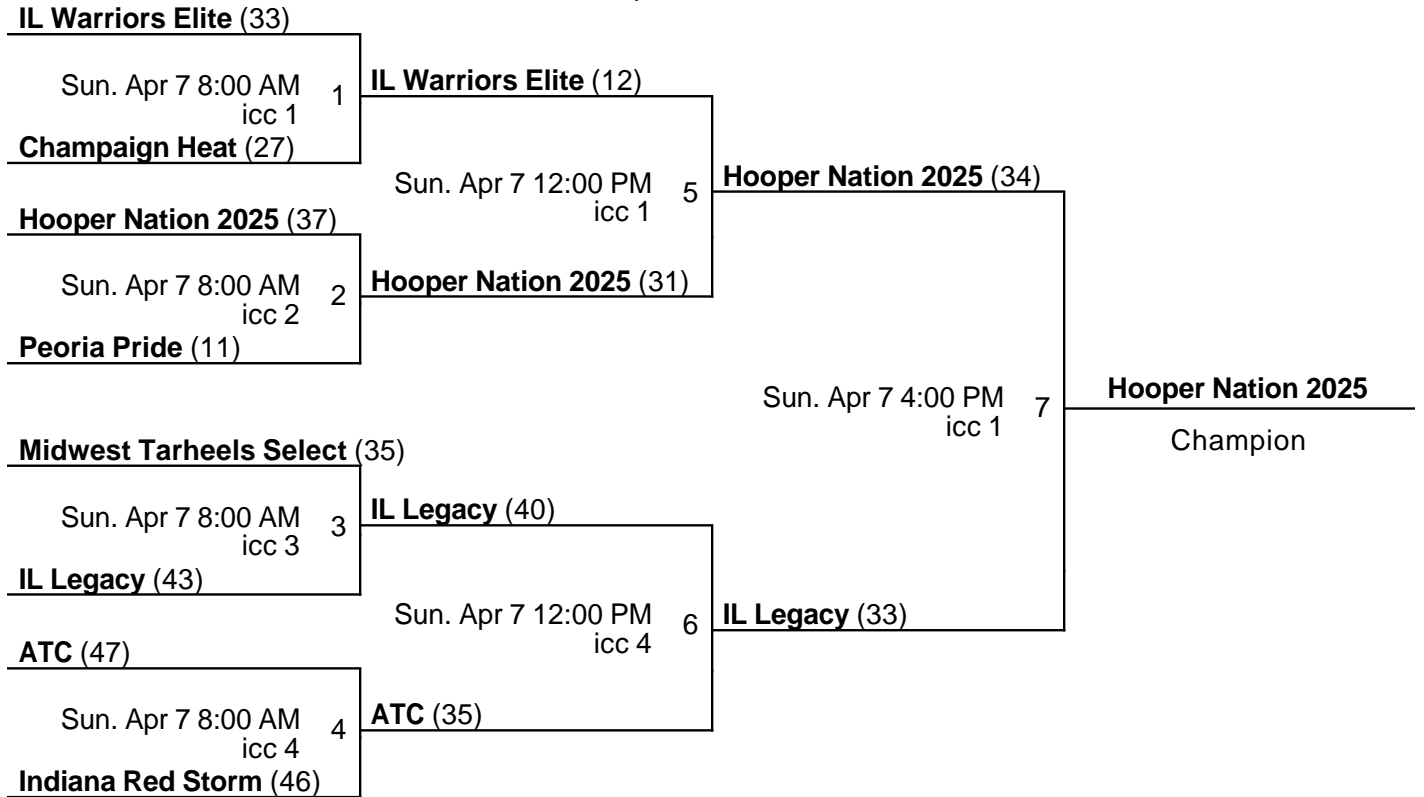 IL Warriors Elite (33)
Sun. Apr 7 8:00 AM 1
icc 1
Champaign Heat (27)
IL Warriors Elite (12)
Hooper Nation 2025 (37)
Sun. Apr 7 8:00 AM 2
icc 2
Peoria Pride (11)
Hooper Nation 2025 (31)
Sun. Apr 7 12:00 PM 5
icc 1
Hooper Nation 2025 (34)
Midwest Tarheels Select (35)
Sun. Apr 7 8:00 AM 3
icc 3
IL Legacy (43)
IL Legacy (40)
ATC (47)
Sun. Apr 7 8:00 AM 4
icc 4
Indiana Red Storm (46)
ATC (35)
Sun. Apr 7 12:00 PM 6
icc 4
IL Legacy (33)
Sun. Apr 7 4:00 PM 7
icc 1
Hooper Nation 2025
Champion